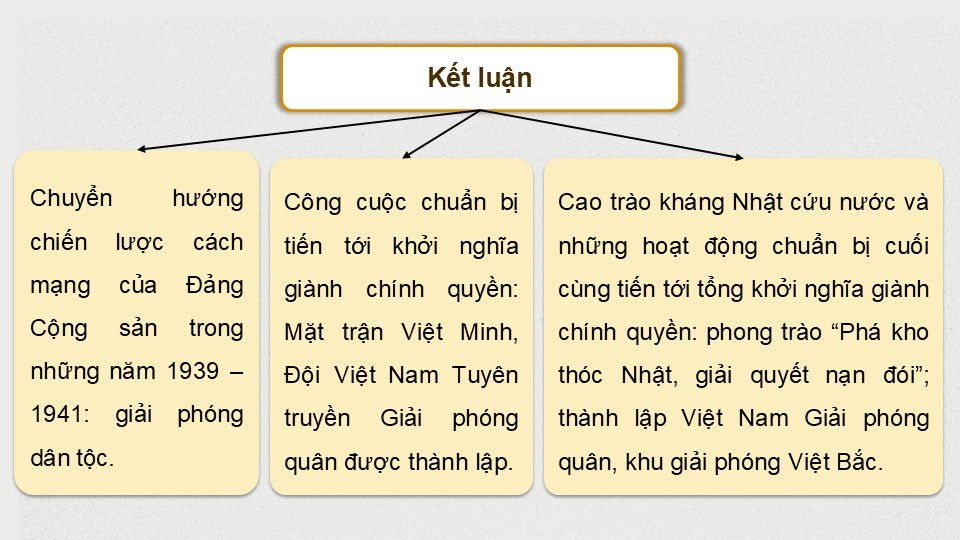 Kết luận
Chuyển hướng
chiến lược cách
mạng của Đảng
Cộng sản trong
những năm 1939 –
1941: giải phóng
dân tộc.
Công cuộc chuẩn bị
tiến tới khởi nghĩa
giành chính quyền:
Mặt trận Việt Minh,
Đội Việt Nam Tuyên
truyền Giải phóng
quân được thành lập.
Cao trào kháng Nhật cứu nước và
những hoạt động chuẩn bị cuối
cùng tiến tới tổng khởi nghĩa giành
chính quyền: phong trào “Phá kho
thóc Nhật, giải quyết nạn đói”;
thành lập Việt Nam Giải phóng
quân, khu giải phóng Việt Bắc.